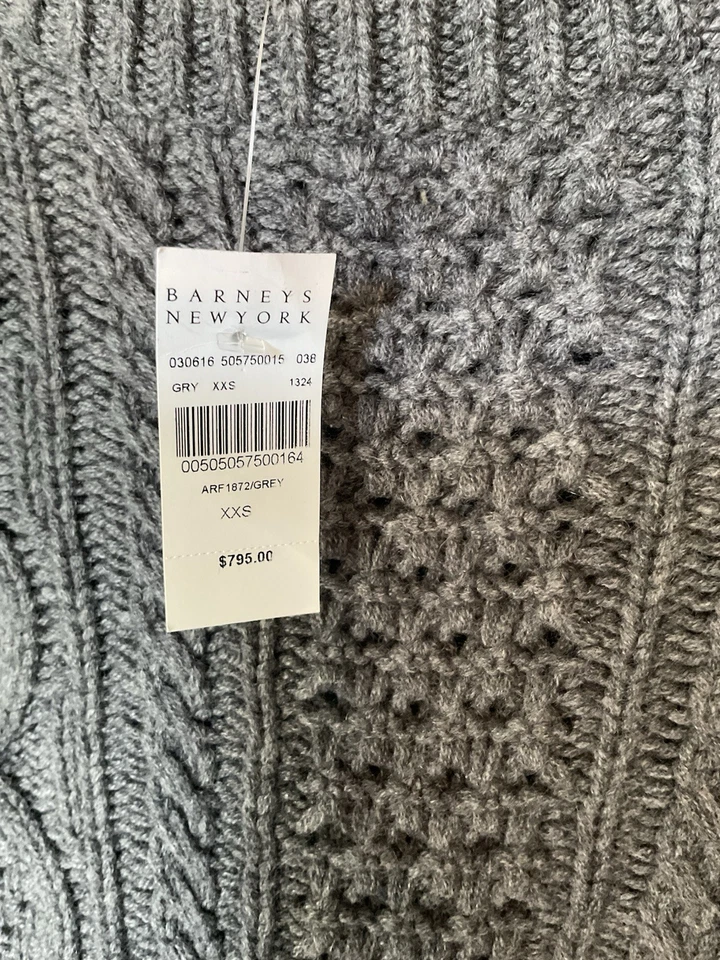 BARNEYS
NEWYORK
030616 505750015 038
GRY XXS 1324
00505057500164
ARF1872/GREY
XXS
$795.00